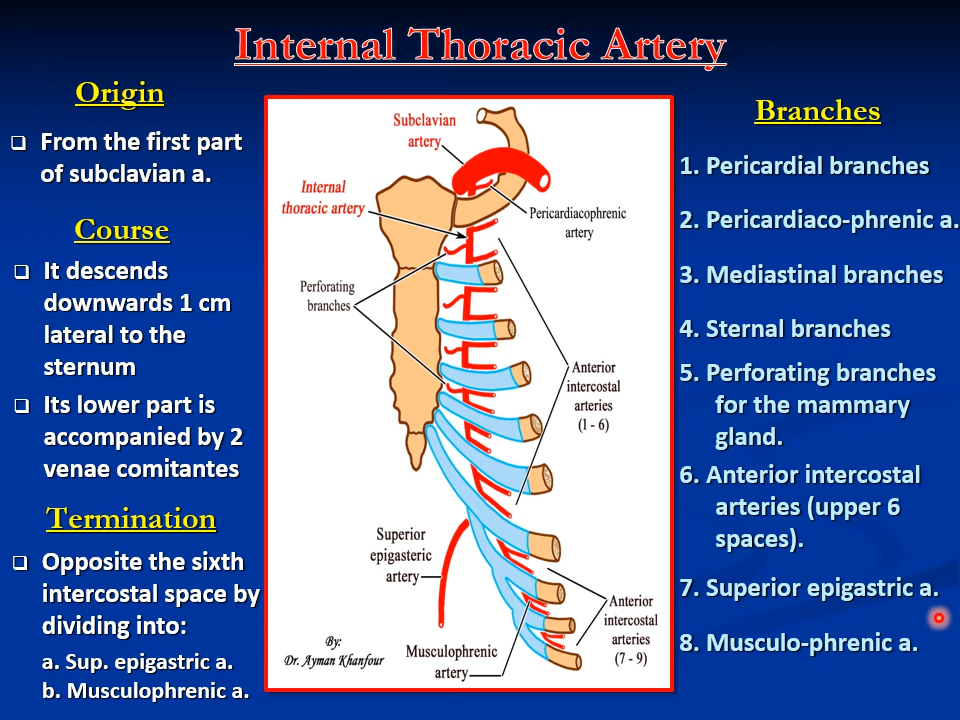 Internal Thoracic Artery
Origin
❑ From the first part
of subclavian a.
Course
❑ It descends
downwards 1 cm
lateral to the
sternum
❑ Its lower part is
accompanied by 2
venae comitantes
Termination
❑ Opposite the sixth
intercostal space by
dividing into:
a. Sup. epigastric a.
b. Musculophrenic a.
Subclavian
artery
Internal
thoracic artery
Pericardiacophrenic
artery
Perforating
branches
Anterior
intercostal
arteries
(1 - 6)
Superior
epigasteric
artery
Anterior
intercostal
arteries
(7 - 9)
Musculophrenic
artery
By:
Dr. Ayman Khanfour
Branches
1. Pericardial branches
2. Pericardiaco-phrenic a.
3. Mediastinal branches
4. Sternal branches
5. Perforating branches
for the mammary
gland.
6. Anterior intercostal
arteries (upper 6
spaces).
7. Superior epigastric a.
8. Musculo-phrenic a.